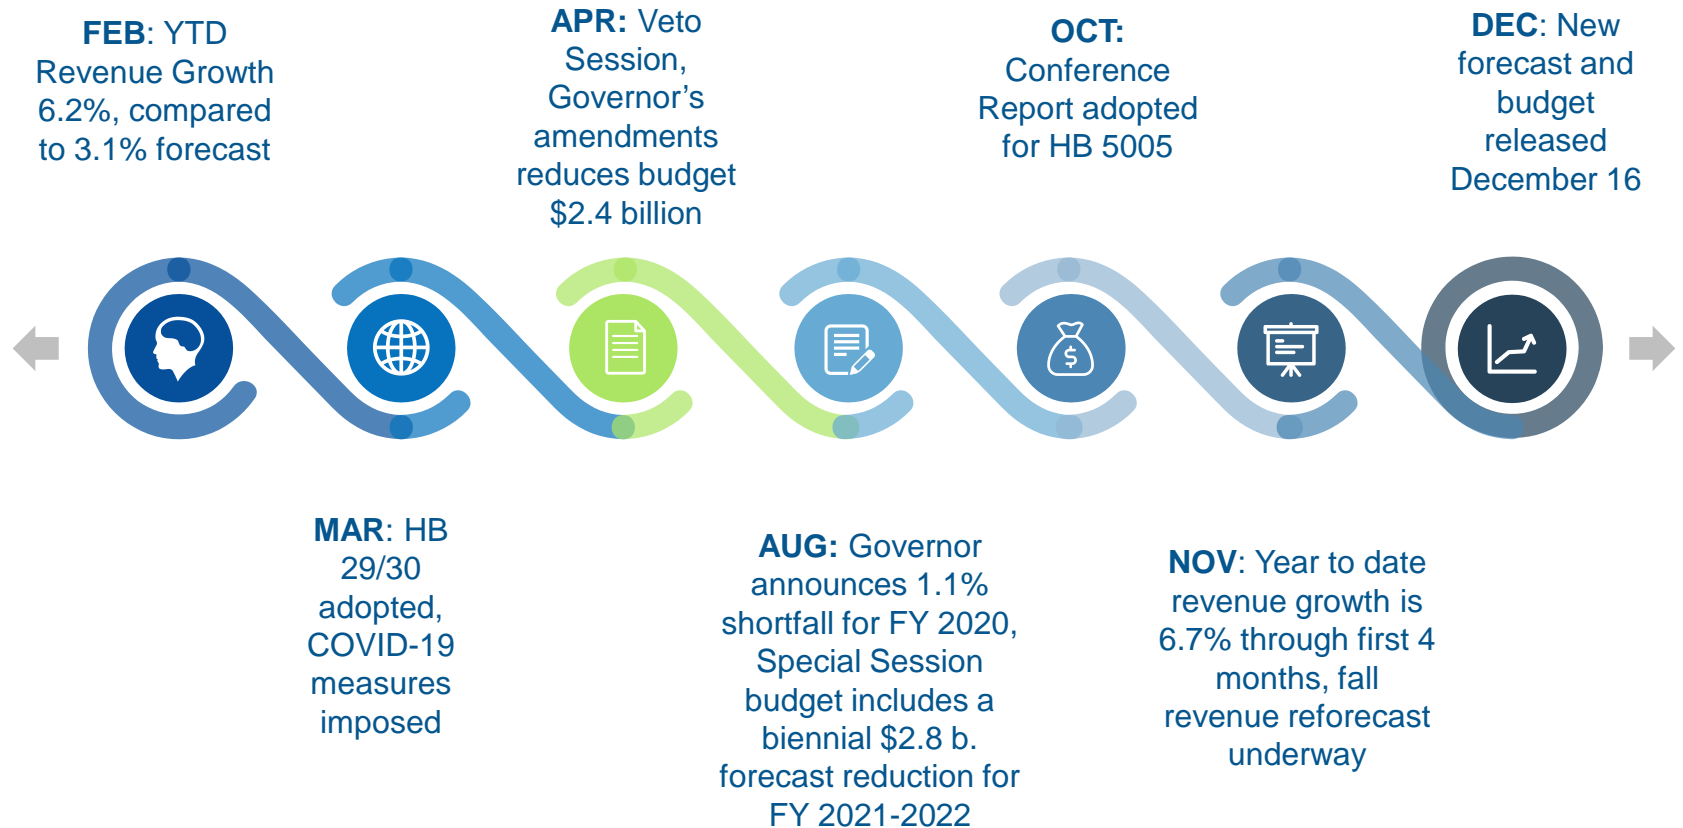 FEB: YTD
Revenue Growth
6.2%, compared
to 3.1% forecast
MAR: HB
29/30
adopted,
COVID-19
measures
imposed
APR: Veto
Session,
Governor’s
amendments
reduces budget
$2.4 billion
AUG: Governor
announces 1.1%
shortfall for FY 2020,
Special Session
budget includes a
biennial $2.8 b.
forecast reduction for
FY 2021-2022
OCT:
Conference
Report adopted
for HB 5005
NOV: Year to date
revenue growth is
6.7% through first 4
months, fall
revenue reforecast
underway
DEC: New
forecast and
budget
released
December 16
$